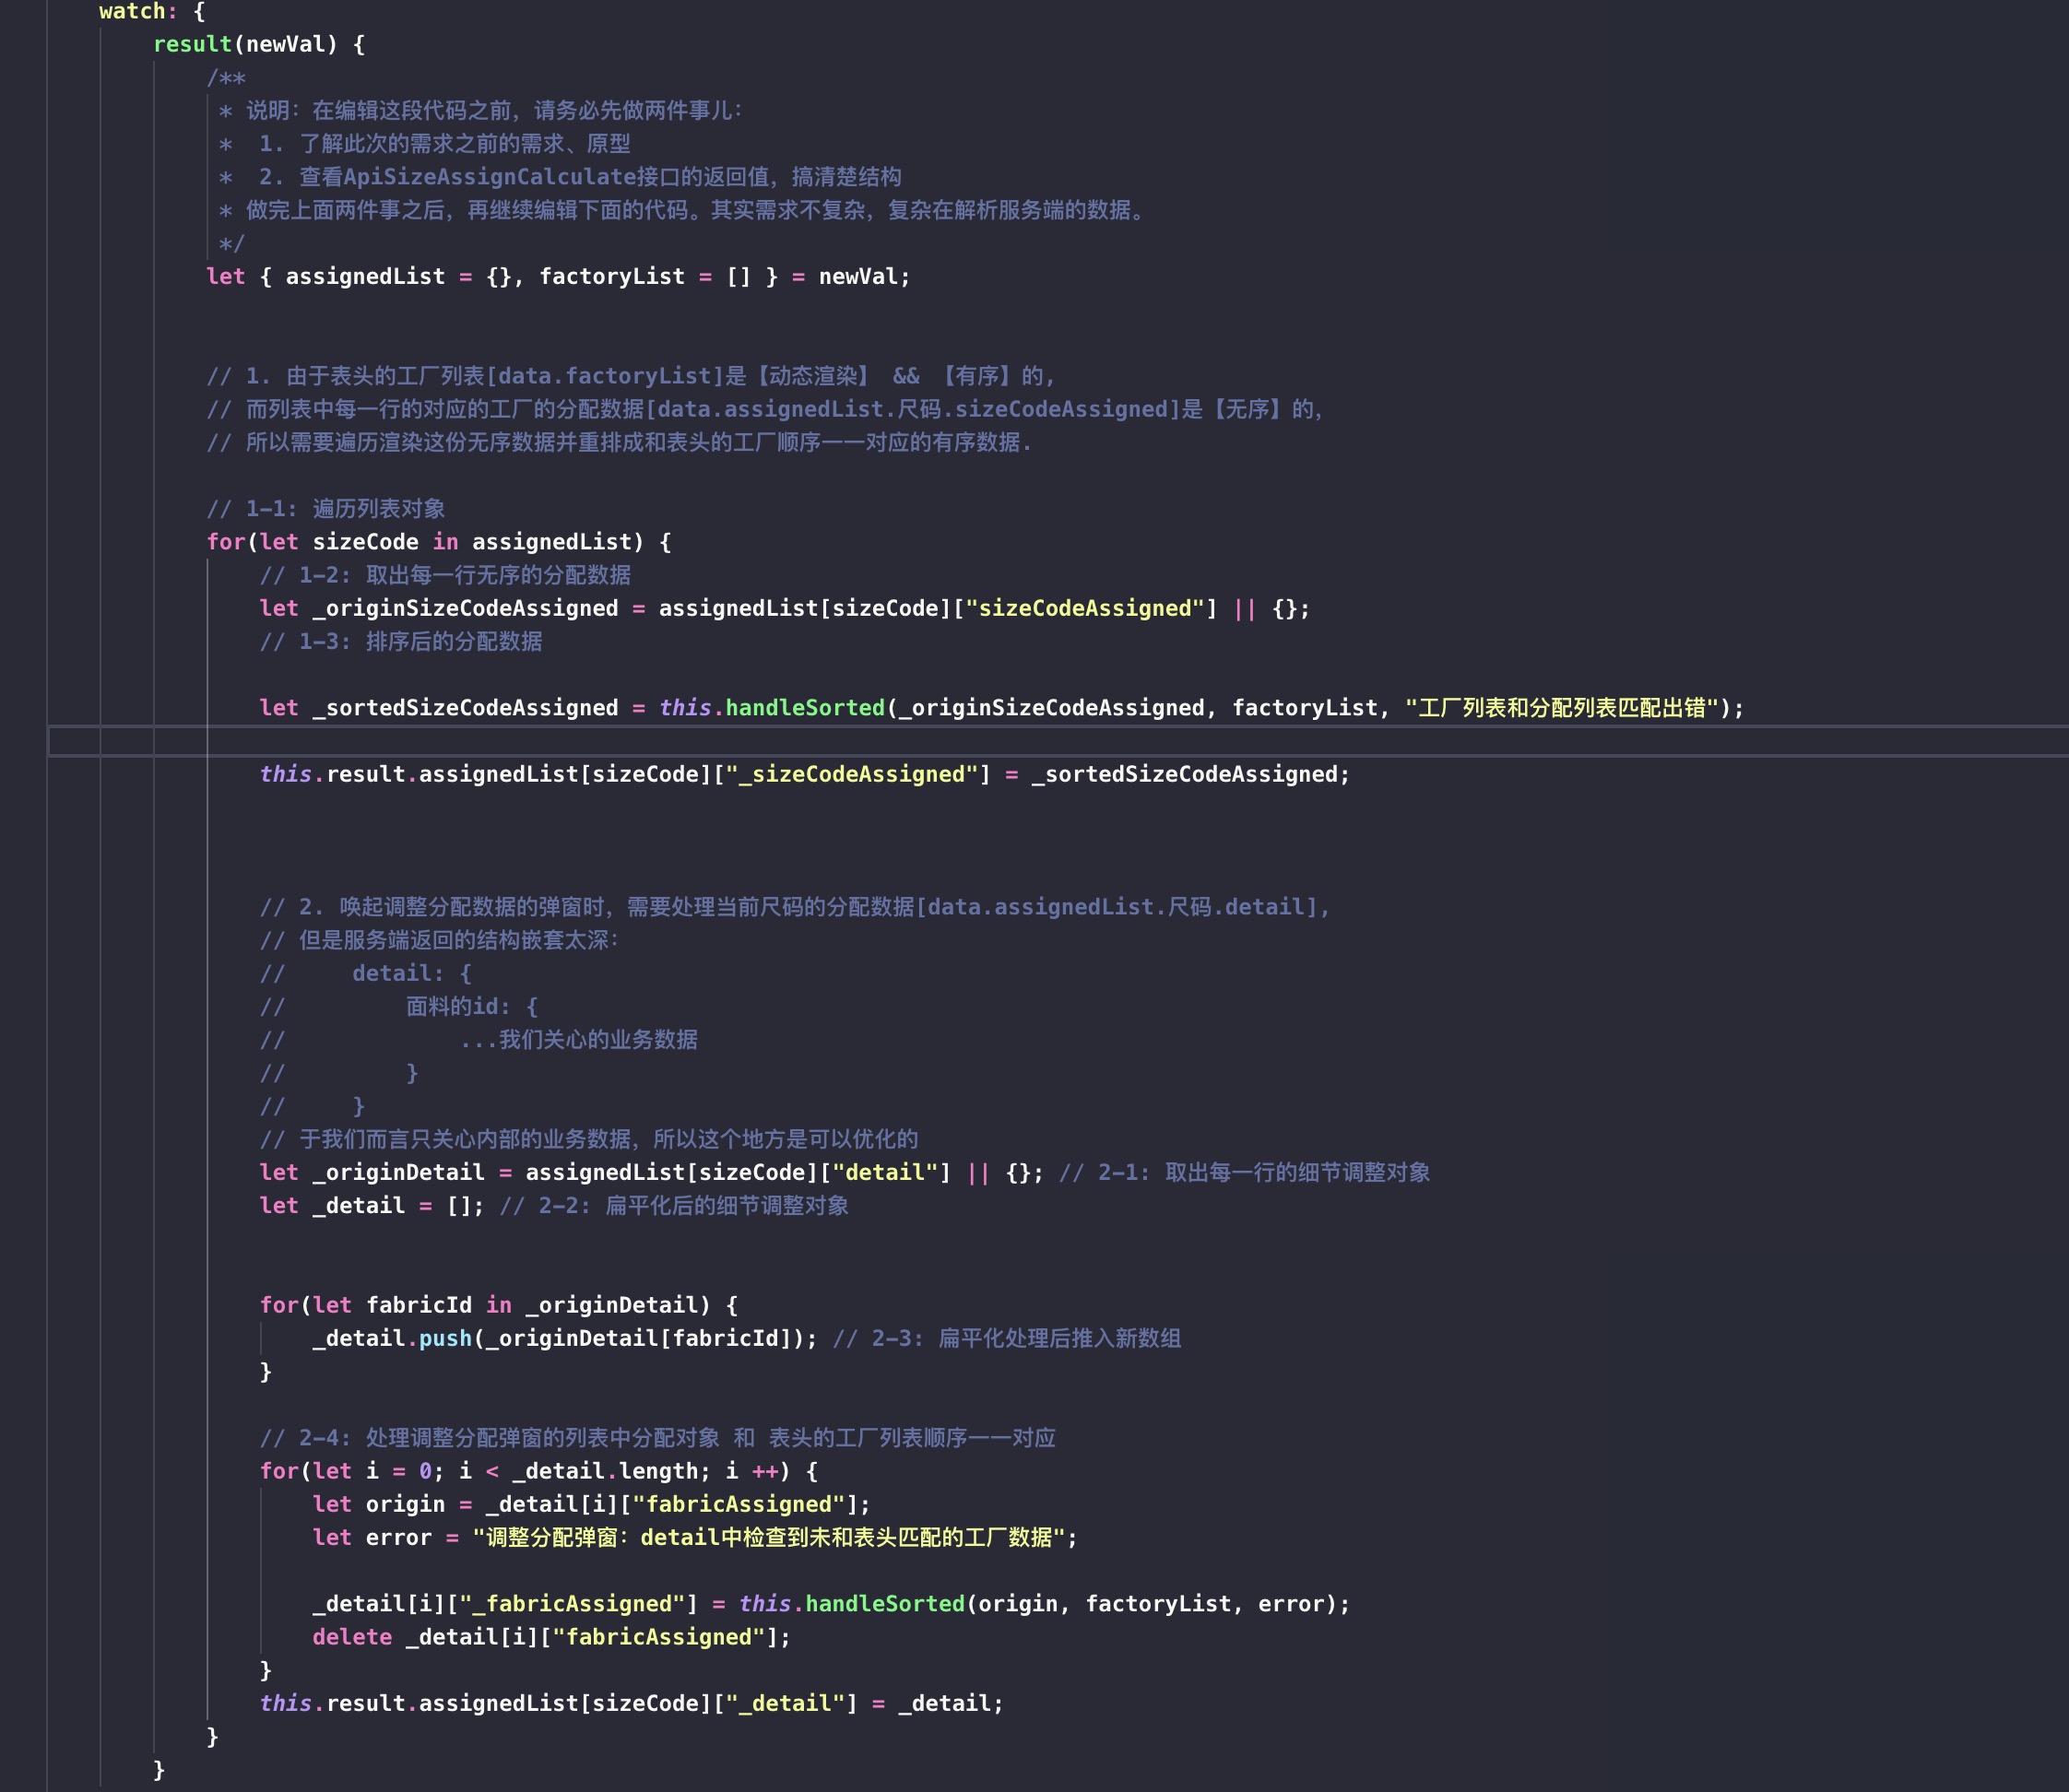 watch: {
result(newVal) {
/**
* 说明：在编辑这段代码之前，请务必先做两件事儿：
*  1. 了解此次的需求之前的需求、原型
*  2. 查看ApiSizeAssignCalculate接口的返回值，搞清楚结构
* 做完上面两件事之后，再继续编辑下面的代码。其实需求不复杂，复杂在解析服务端的数据。
*/
let { assignedList = {}, factoryList = [] } = newVal;
// 1. 由于表头的工厂列表[data.factoryList]是【动态渲染】 && 【有序】的,
// 而列表中每一行的对应的工厂的分配数据[data.assignedList.尺码.sizeCodeAssigned]是【无序】的，
// 所以需要遍历渲染这份无序数据并重排成和表头的工厂顺序一一对应的有序数据.
// 1-1: 遍历列表对象
for(let sizeCode in assignedList) {
// 1-2: 取出每一行无序的分配数据
let _originSizeCodeAssigned = assignedList[sizeCode]["sizeCodeAssigned"] || {};
// 1-3: 排序后的分配数据
let _sortedSizeCodeAssigned = this.handleSorted(_originSizeCodeAssigned, factoryList, "工厂列表和分配列表匹配出错");
this.result.assignedList[sizeCode]["_sizeCodeAssigned"] = _sortedSizeCodeAssigned;
// 2. 唤起调整分配数据的弹窗时，需要处理当前尺码的分配数据[data.assignedList.尺码.detail],
// 但是服务端返回的结构嵌套太深：
//     detail: {
//         面料的id: {
//             ...我们关心的业务数据
//         }
//     }
// 于我们而言只关心内部的业务数据，所以这个地方是可以优化的
let _originDetail = assignedList[sizeCode]["detail"] || {}; // 2-1: 取出每一行的细节调整对象
let _detail = []; // 2-2: 扁平化后的细节调整对象
for(let fabricId in _originDetail) {
_detail.push(_originDetail[fabricId]); // 2-3: 扁平化处理后推入新数组
}
// 2-4: 处理调整分配弹窗的列表中分配对象 和 表头的工厂列表顺序一一对应
for(let i = 0; i < _detail.length; i ++) {
let origin = _detail[i]["fabricAssigned"];
let error = "调整分配弹窗：detail中检查到未和表头匹配的工厂数据";
_detail[i]["_fabricAssigned"] = this.handleSorted(origin, factoryList, error);
delete _detail[i]["fabricAssigned"];
}
this.result.assignedList[sizeCode]["_detail"] = _detail;
}
}